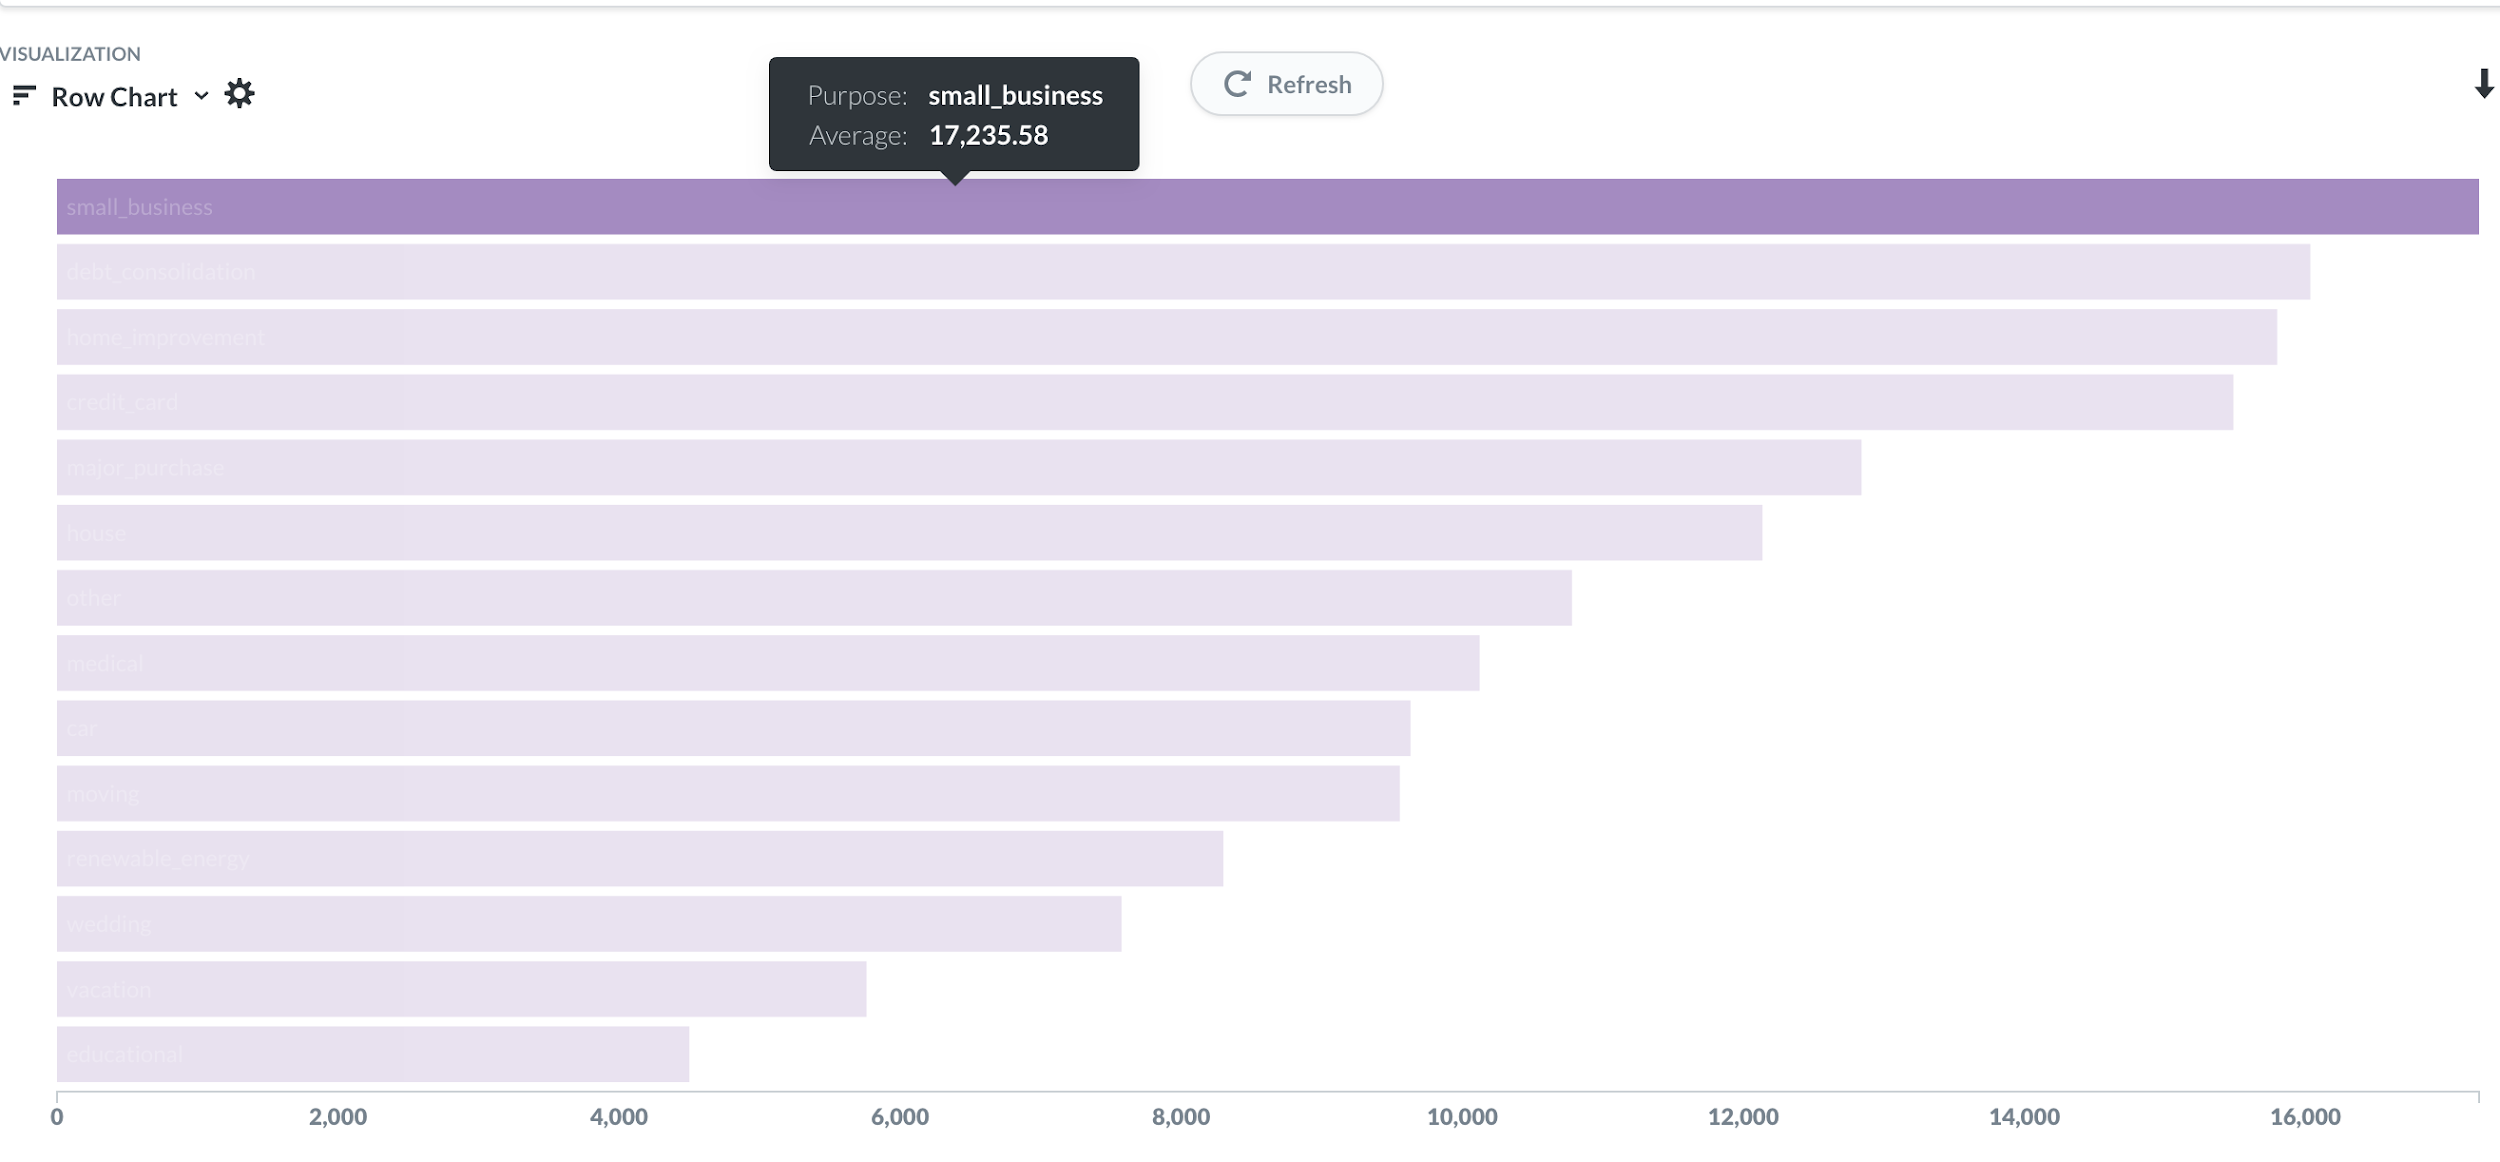 VISUALIZATION
Row Chart
Purpose: small_business
Average: 17,235.58
Refresh
small_business
debt_consolidation
home_improvement
credit_card
major_purchase
house
other
medical
car
moving
renewable_energy
wedding
vacation
educational
0 2,000 4,000 6,000 8,000 10,000 12,000 14,000 16,000